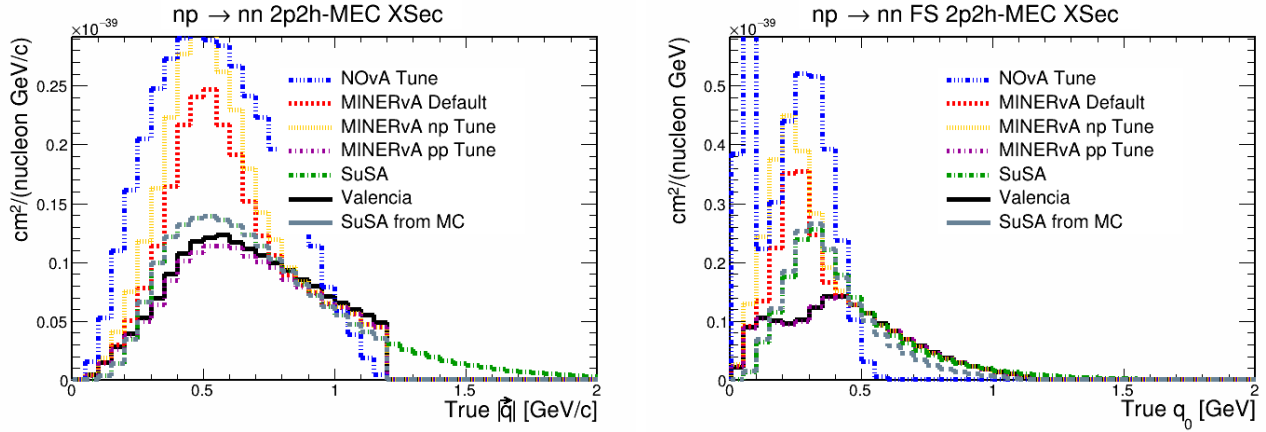 np → nn 2p2h-MEC XSec
×10⁻³⁹
cm²/(nucleon GeV/c)
0.25
0.2
0.15
0.1
0.05
0
NOvA Tune
MINERvA Default
MINERvA np Tune
MINERvA pp Tune
SuSA
Valencia
SuSA from MC
0 0.5 1 1.5 2
True |q⃗| [GeV/c]
np → nn FS 2p2h-MEC XSec
×10⁻³⁹
cm²/(nucleon GeV)
0.5
0.4
0.3
0.2
0.1
0
NOvA Tune
MINERvA Default
MINERvA np Tune
MINERvA pp Tune
SuSA
Valencia
SuSA from MC
0 0.5 1 1.5 2
True q₀ [GeV]